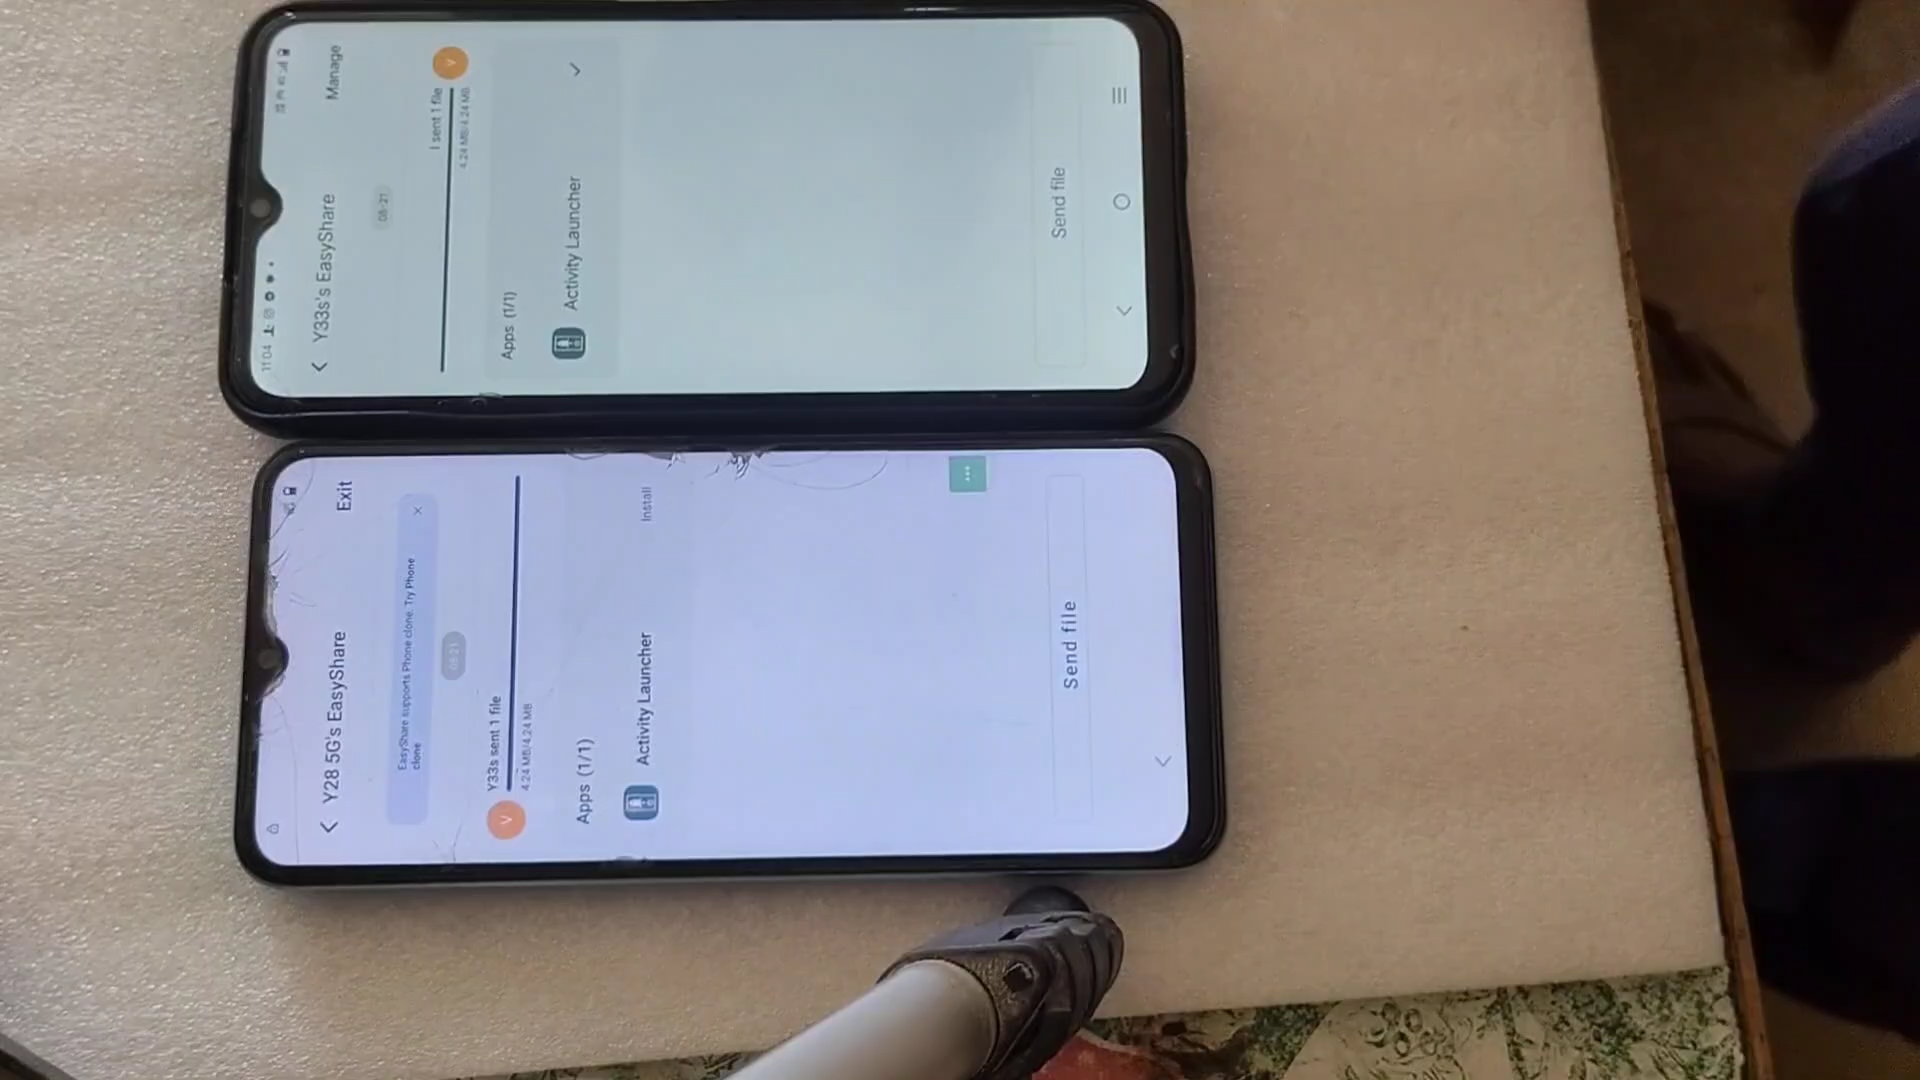 11:04
Y33s's EasyShare
Manage
08-21
I sent 1 file
4.24 MB/4.24 MB
V
Apps (1/1)
Activity Launcher
Send file
Y28 5G's EasyShare
Exit
EasyShare supports Phone clone. Try Phone
clone
08-21
Y33s sent 1 file
4.24 MB/4.24 MB
V
Apps (1/1)
Activity Launcher
Install
Send file